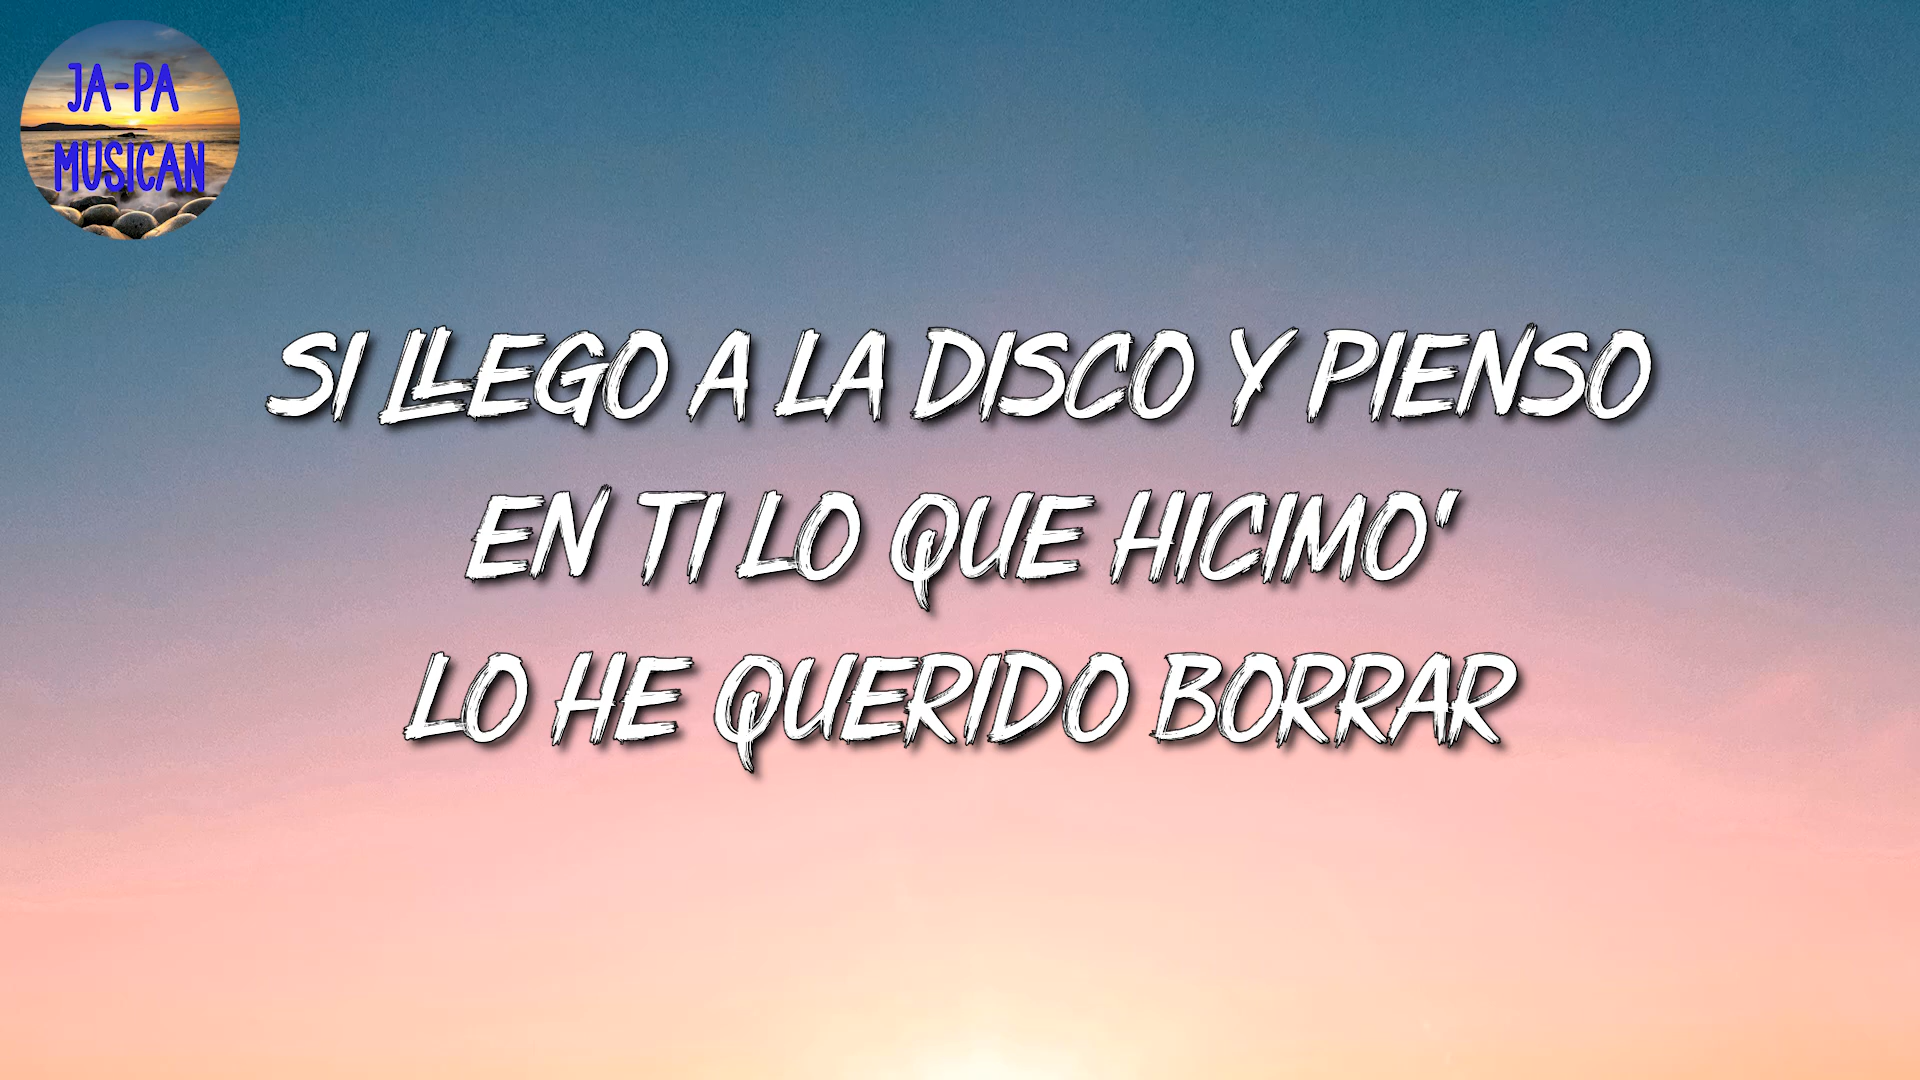 JA-PA
MUSICAN
SI LLEGO A LA DISCO Y PIENSO
EN TI LO QUE HICIMO'
LO HE QUERIDO BORRAR